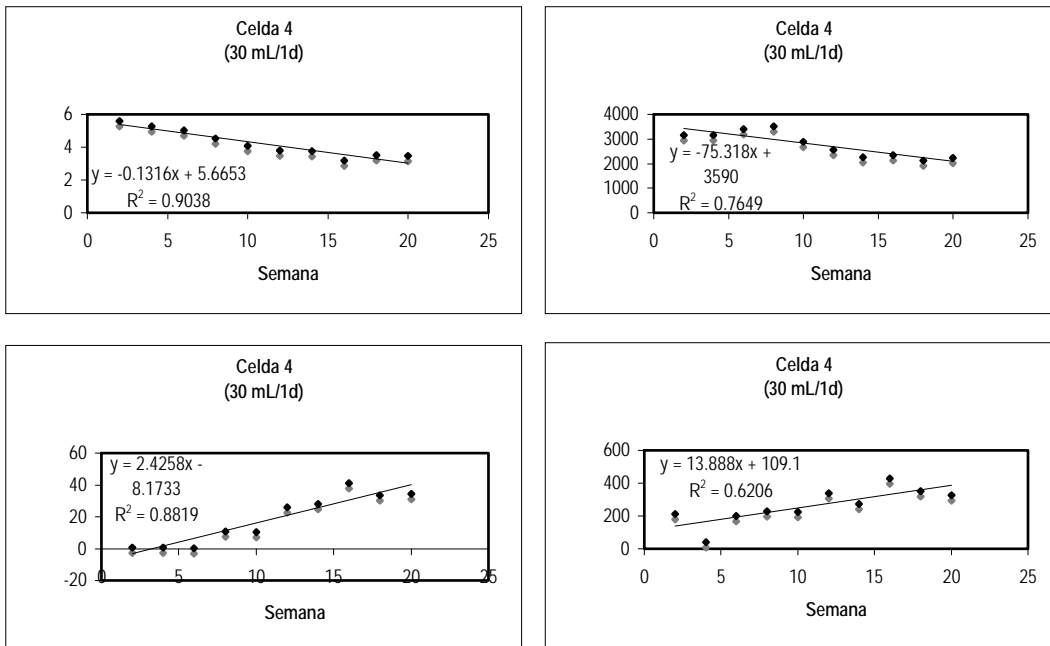 Celda 4
(30 mL/1d)
6
4
2
0
y = -0.1316x + 5.6653
R² = 0.9038
0 5 10 15 20 25
Semana
Celda 4
(30 mL/1d)
4000
3000
2000
1000
0
y = -75.318x +
3590
R² = 0.7649
0 5 10 15 20 25
Semana
Celda 4
(30 mL/1d)
60
40
20
0
-20
y = 2.4258x -
8.1733
R² = 0.8819
0 5 10 15 20 25
Semana
Celda 4
(30 mL/1d)
600
400
200
0
y = 13.888x + 109.1
R² = 0.6206
0 5 10 15 20 25
Semana